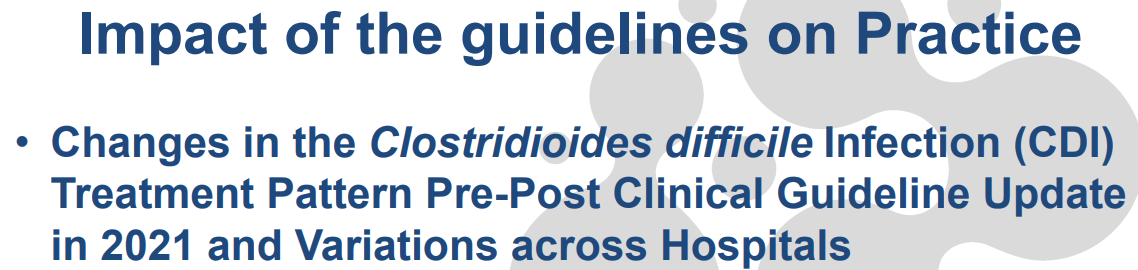 Impact of the guidelines on Practice
• Changes in the Clostridioides difficile Infection (CDI)
Treatment Pattern Pre-Post Clinical Guideline Update
in 2021 and Variations across Hospitals